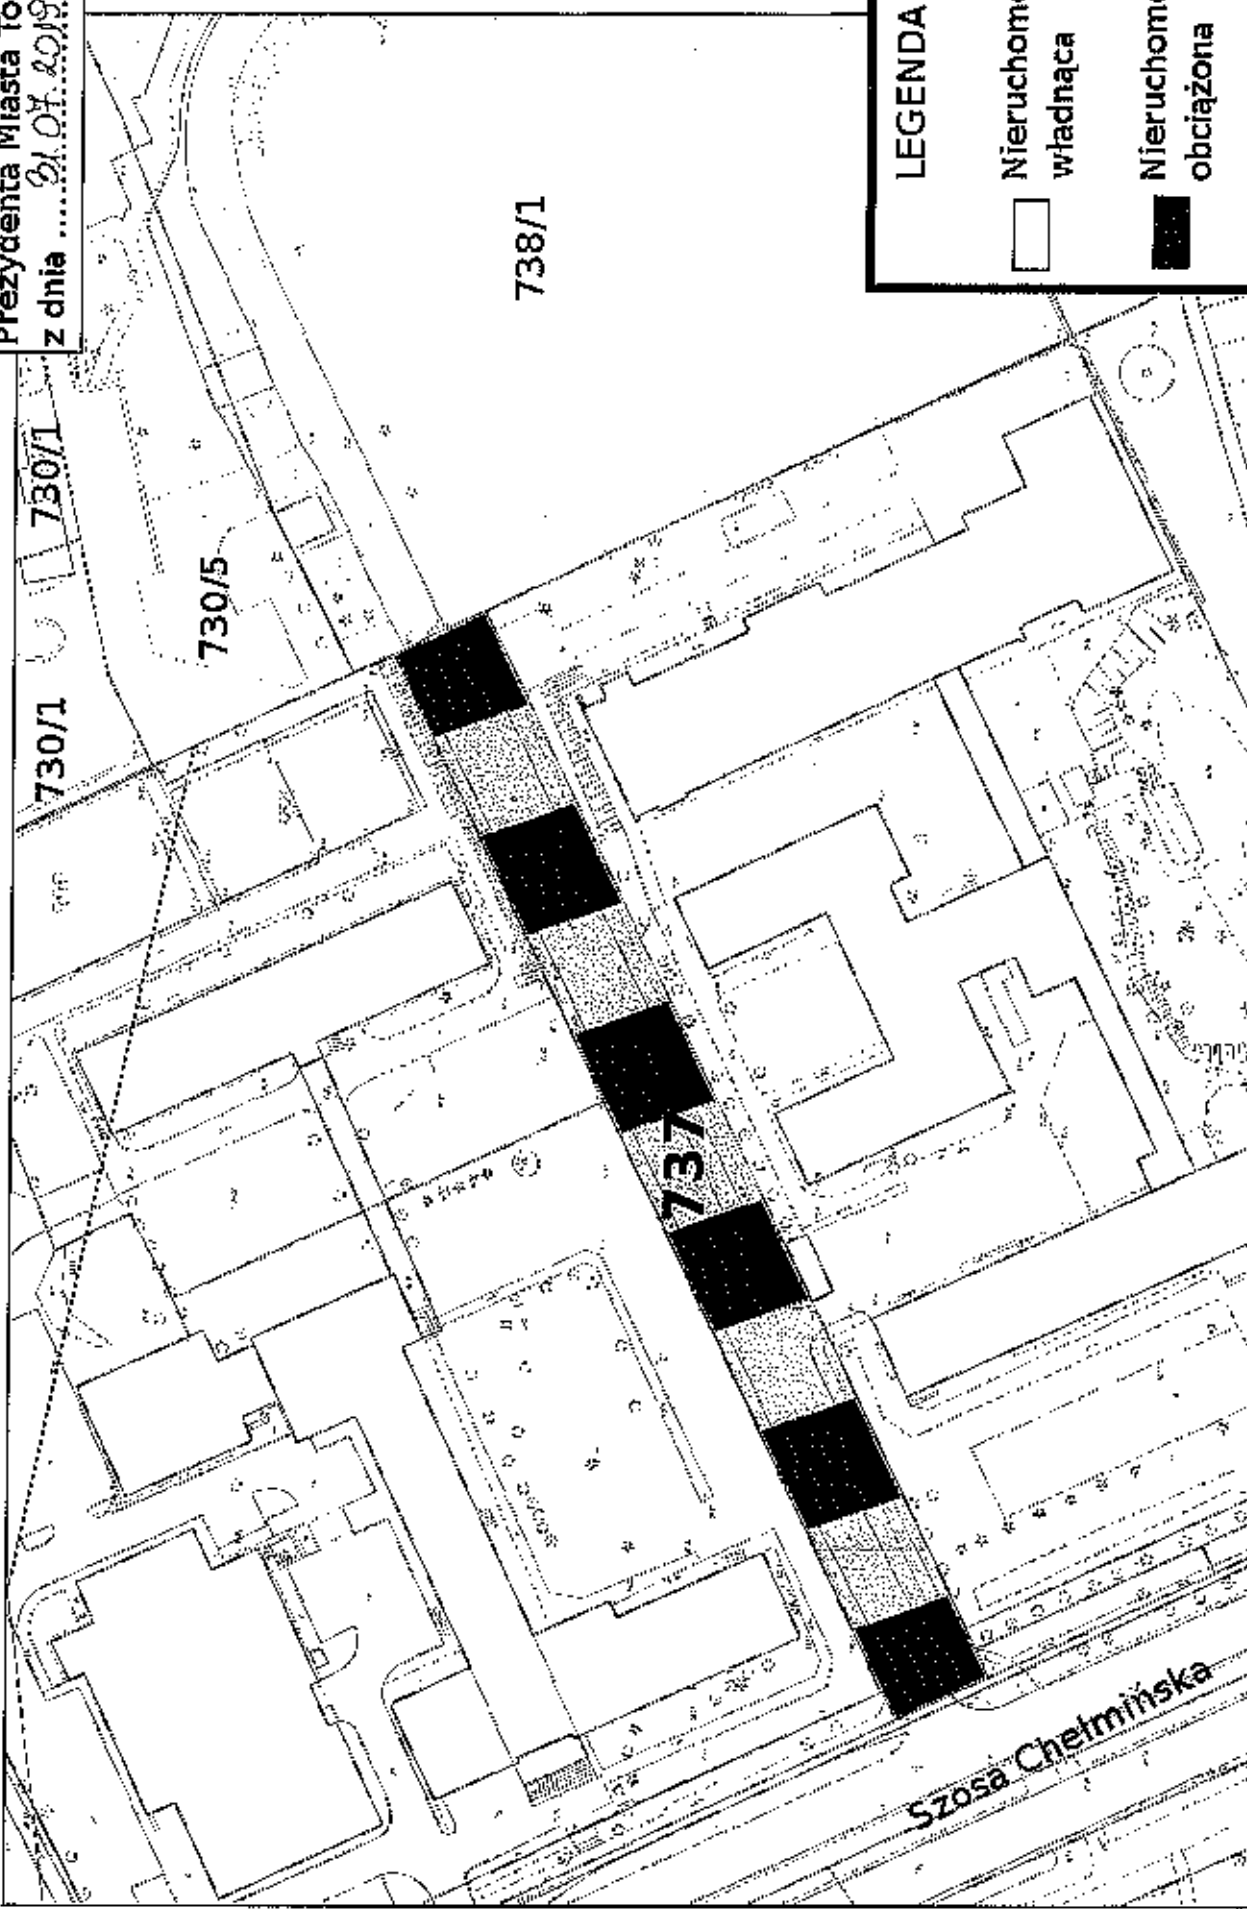 Prezydenta Miasta To
z dnia ......31.07.2019
730/1
730/5
730/1
738/1
737
Szosa Chełmińska
LEGENDA
Nieruchomo
władnąca
Nieruchomo
obciążona